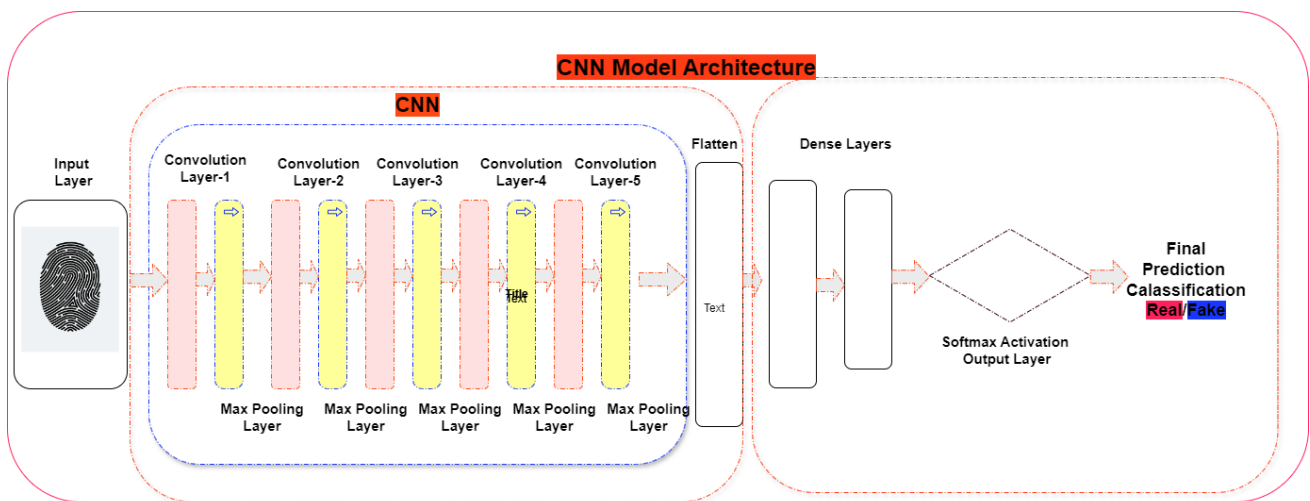 CNN Model Architecture
CNN
Input
Layer
Convolution
Layer-1
Convolution
Layer-2
Convolution
Layer-3
Convolution
Layer-4
Convolution
Layer-5
Flatten
Dense Layers
Title
Text
Text
Max Pooling
Layer
Max Pooling
Layer
Max Pooling
Layer
Max Pooling
Layer
Max Pooling
Layer
Softmax Activation
Output Layer
Final
Prediction
Calassification
Real/Fake